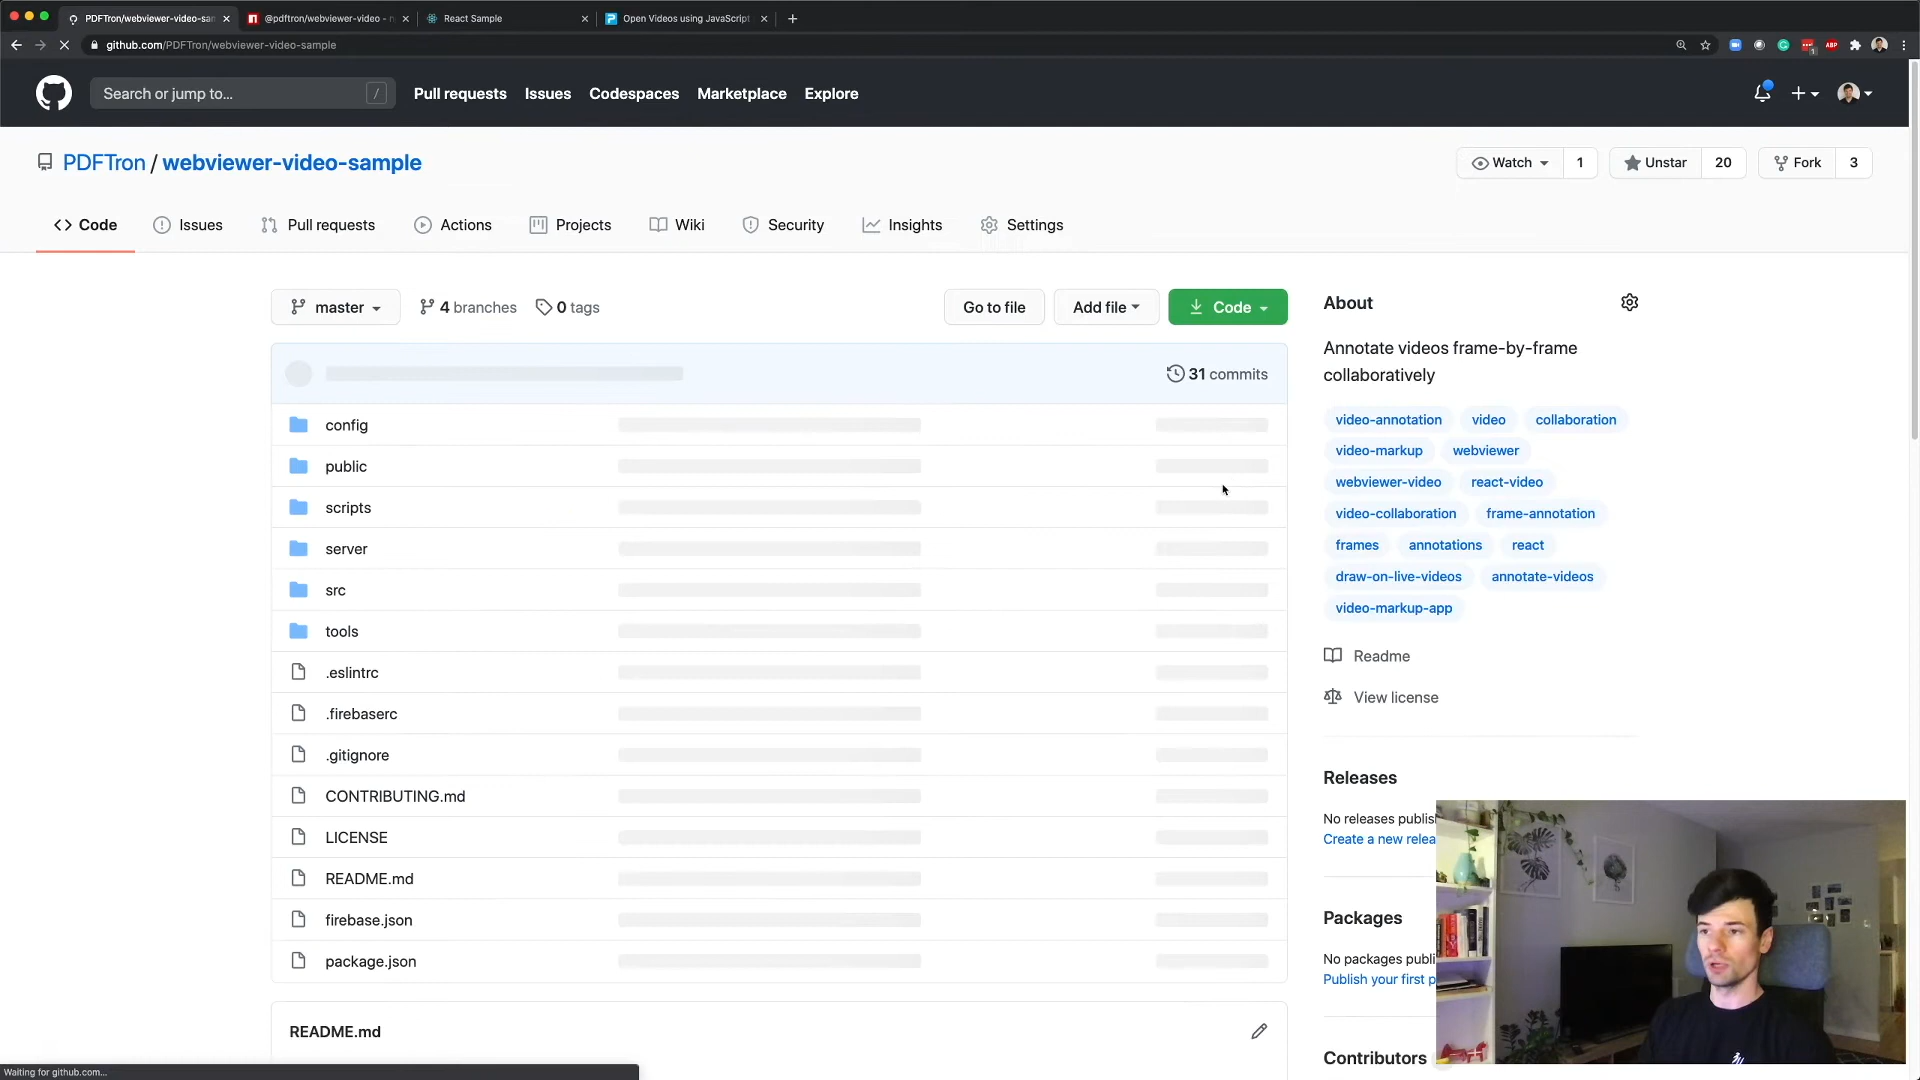 PDFTron/webviewer-video-sam
@pdftron/webviewer-video - n
React Sample
Open Videos using JavaScript
github.com/PDFTron/webviewer-video-sample
ABP
Search or jump to...
/
Pull requests
Issues
Codespaces
Marketplace
Explore
PDFTron / webviewer-video-sample
Watch
1
Unstar
20
Fork
3
Code
Issues
Pull requests
Actions
Projects
Wiki
Security
Insights
Settings
master
4 branches
0 tags
Go to file
Add file
Code
31 commits
config
public
scripts
server
src
tools
.eslintrc
.firebaserc
.gitignore
CONTRIBUTING.md
LICENSE
README.md
firebase.json
package.json
README.md
About
Annotate videos frame-by-frame
collaboratively
video-annotation
video
collaboration
video-markup
webviewer
webviewer-video
react-video
video-collaboration
frame-annotation
frames
annotations
react
draw-on-live-videos
annotate-videos
video-markup-app
Readme
View license
Releases
No releases publis
Create a new relea
Packages
No packages publi
Publish your first p
Contributors
Waiting for github.com...